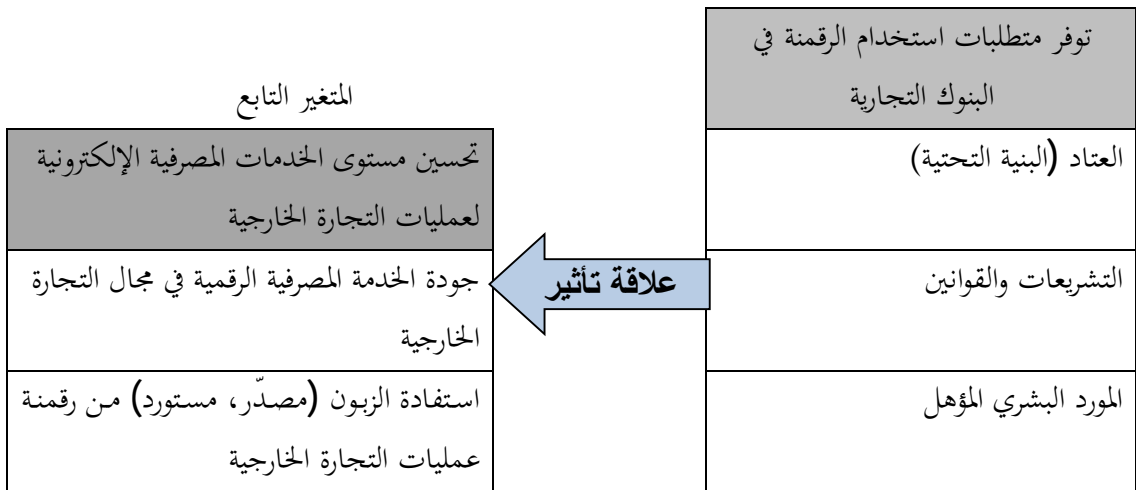 توفر متطلبات استخدام الرقمنة في
البنوك التجارية
العتاد (البنية التحتية)
التشريعات والقوانين
المورد البشري المؤهل
علاقة تأثير
المتغير التابع
تحسين مستوى الخدمات المصرفية الإلكترونية
لعمليات التجارة الخارجية
جودة الخدمة المصرفية الرقمية في مجال التجارة
الخارجية
استفادة الزبون (مصدّر، مستورد) من رقمنة
عمليات التجارة الخارجية